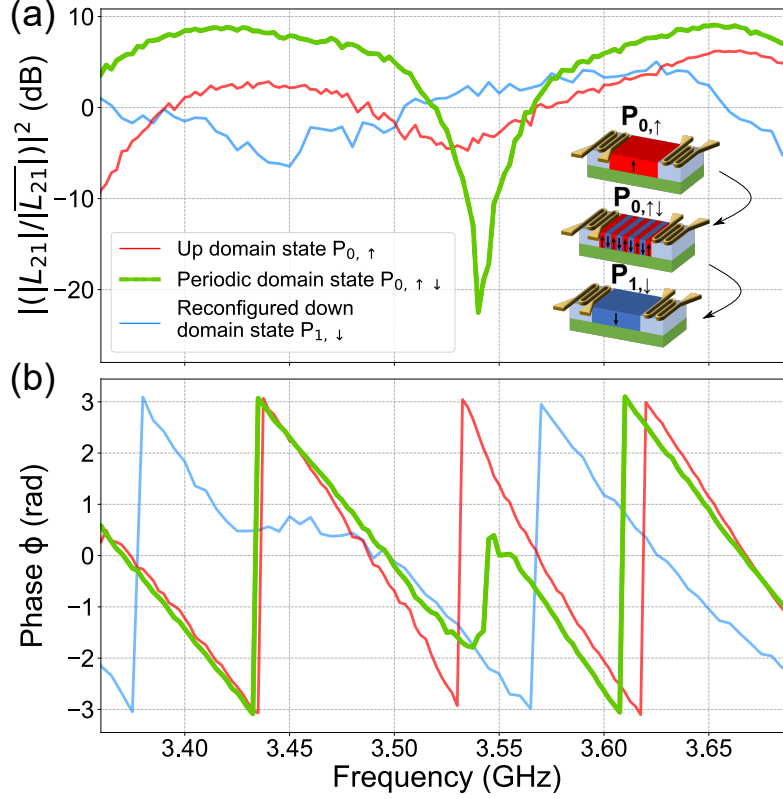 (a)
|(|L₂₁|/|L̅₂₁̅|)|² (dB)
10
0
−10
−20
Up domain state P₀, ↑
Periodic domain state P₀, ↑ ↓
Reconfigured down
domain state P₁, ↓
P₀,↑
P₀,↑↓
P₁,↓
(b)
Phase ϕ (rad)
3
2
1
0
−1
−2
−3
3.40
3.45
3.50
3.55
3.60
3.65
Frequency (GHz)